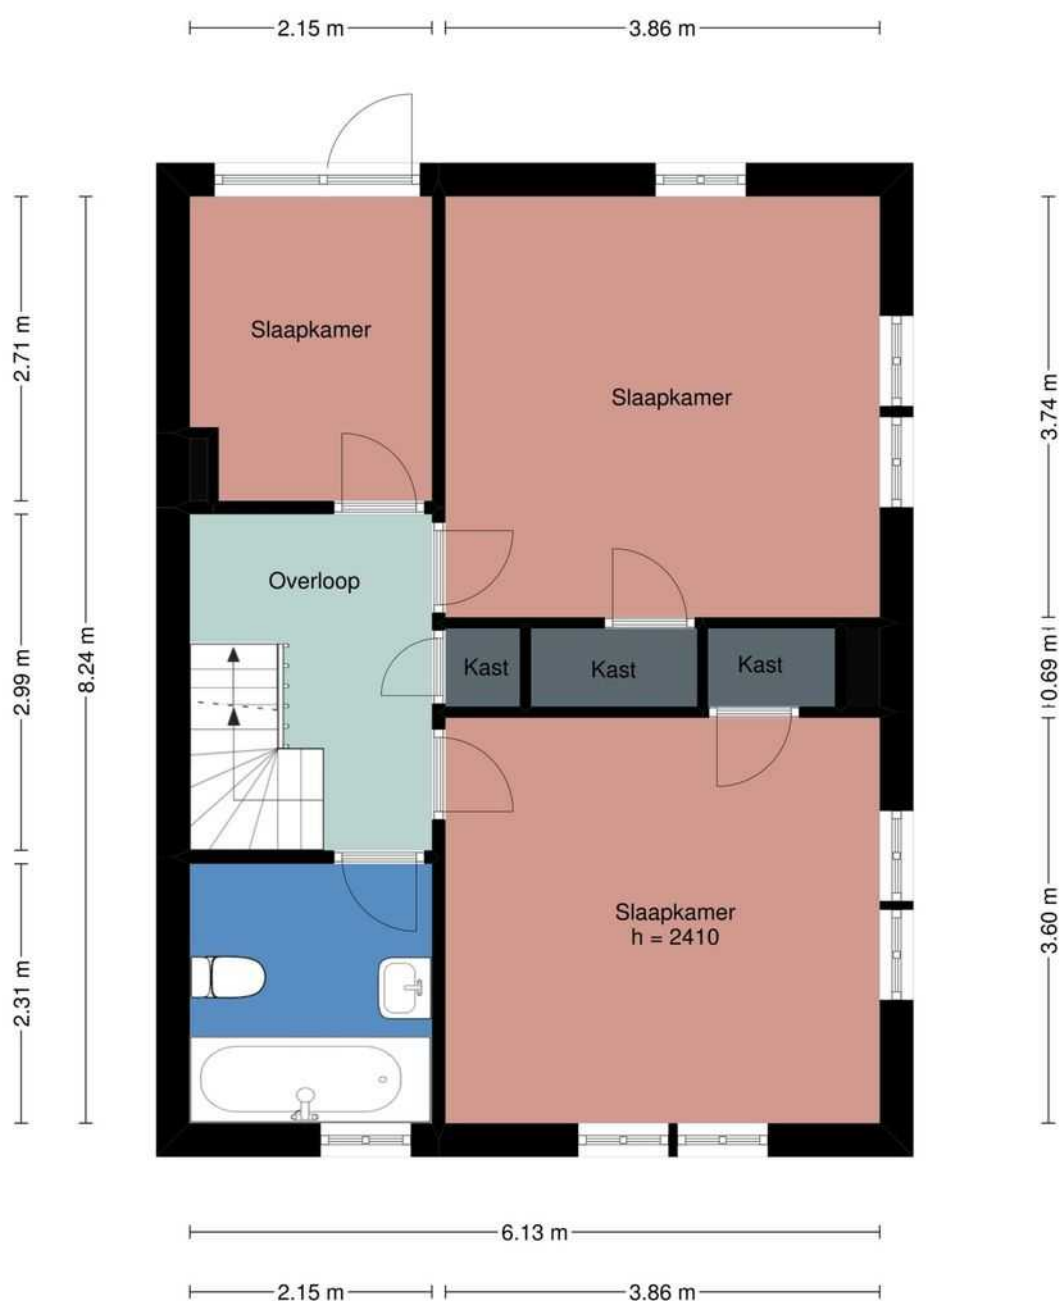 2.15 m
3.86 m
Slaapkamer
2.71 m
3.74 m
Slaapkamer
Overloop
2.99 m
8.24 m
0.69 m
Kast
Kast
Kast
Slaapkamer
h = 2410
2.31 m
3.60 m
6.13 m
2.15 m
3.86 m